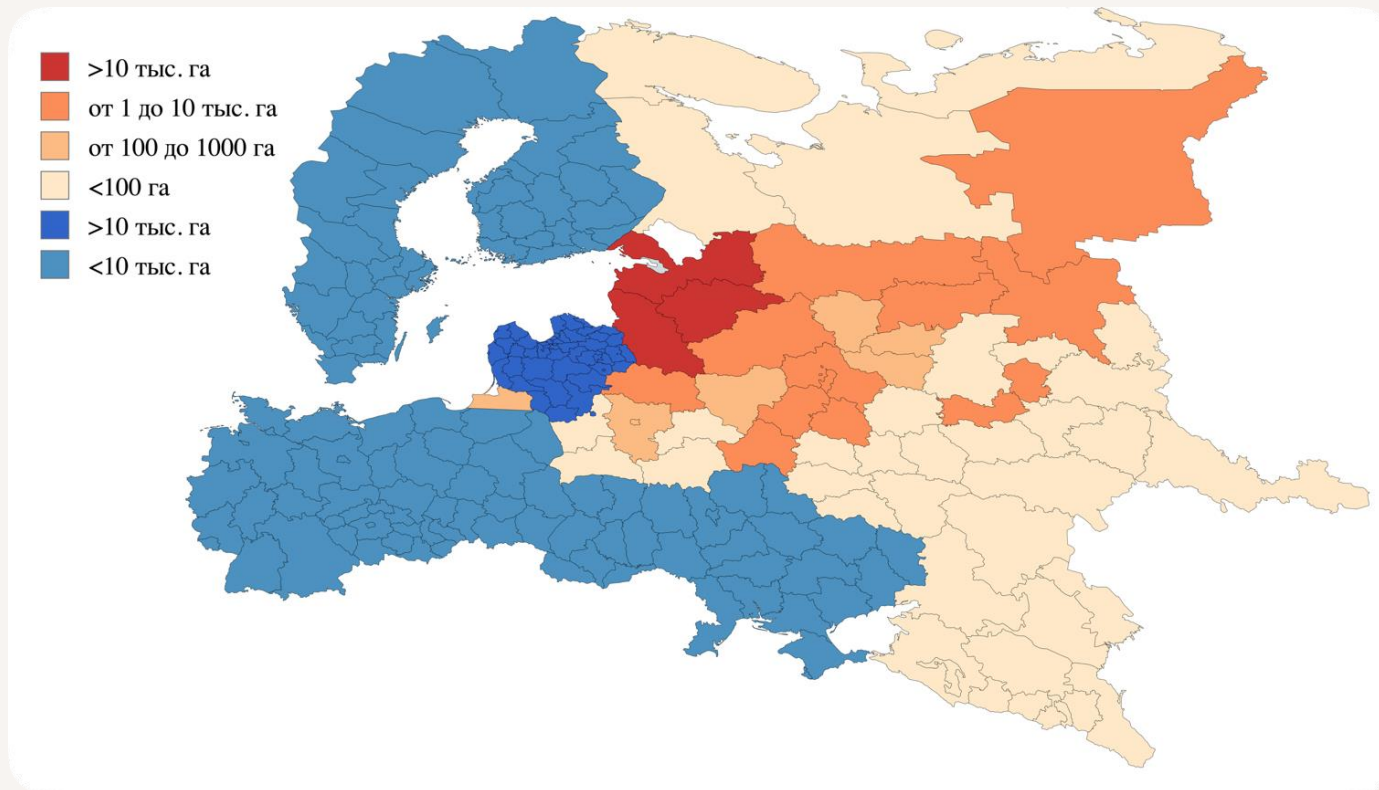 >10 тыс. га
от 1 до 10 тыс. га
от 100 до 1000 га
<100 га
>10 тыс. га
<10 тыс. га